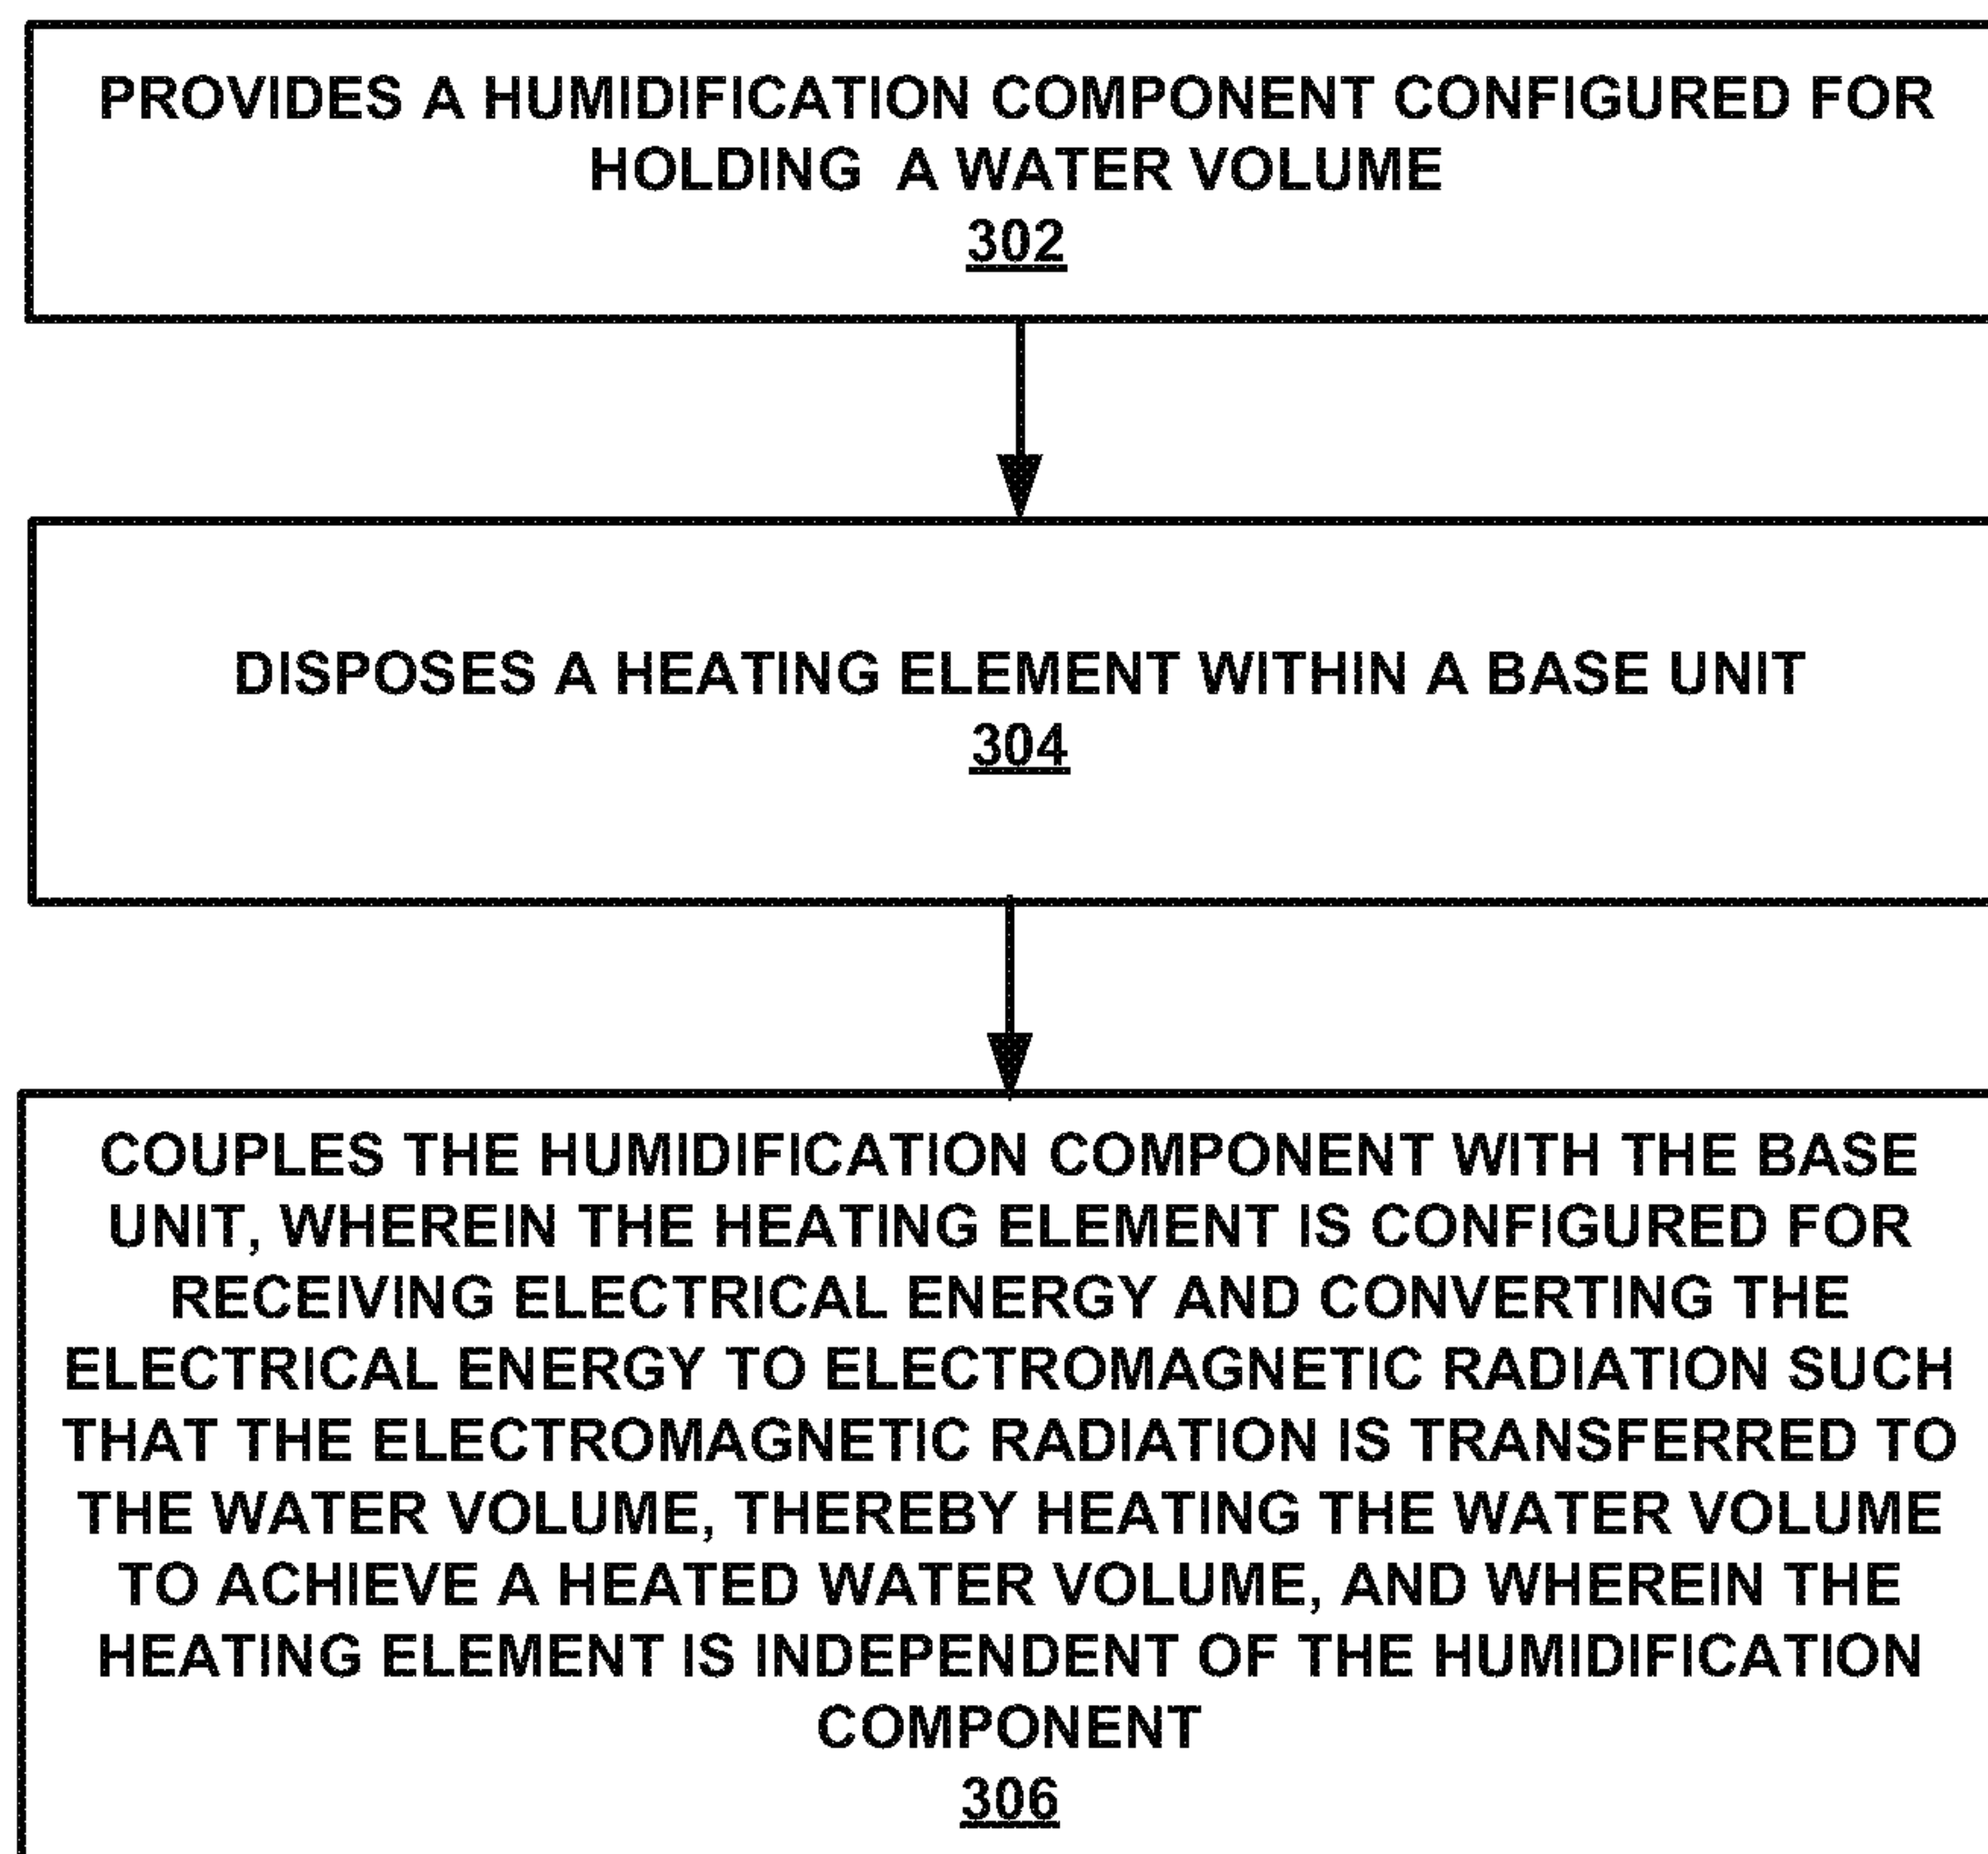 PROVIDES A HUMIDIFICATION COMPONENT CONFIGURED FOR
HOLDING A WATER VOLUME
302
DISPOSES A HEATING ELEMENT WITHIN A BASE UNIT
304
COUPLES THE HUMIDIFICATION COMPONENT WITH THE BASE
UNIT, WHEREIN THE HEATING ELEMENT IS CONFIGURED FOR
RECEIVING ELECTRICAL ENERGY AND CONVERTING THE
ELECTRICAL ENERGY TO ELECTROMAGNETIC RADIATION SUCH
THAT THE ELECTROMAGNETIC RADIATION IS TRANSFERRED TO
THE WATER VOLUME, THEREBY HEATING THE WATER VOLUME
TO ACHIEVE A HEATED WATER VOLUME, AND WHEREIN THE
HEATING ELEMENT IS INDEPENDENT OF THE HUMIDIFICATION
COMPONENT
306